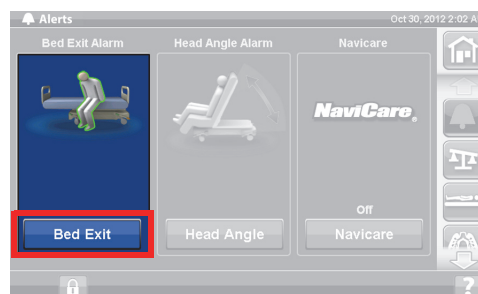 Alerts
Oct 30, 2012 2:02 A
Bed Exit Alarm
Head Angle Alarm
Navicare
NaviCare®
Off
Bed Exit
Head Angle
Navicare
?